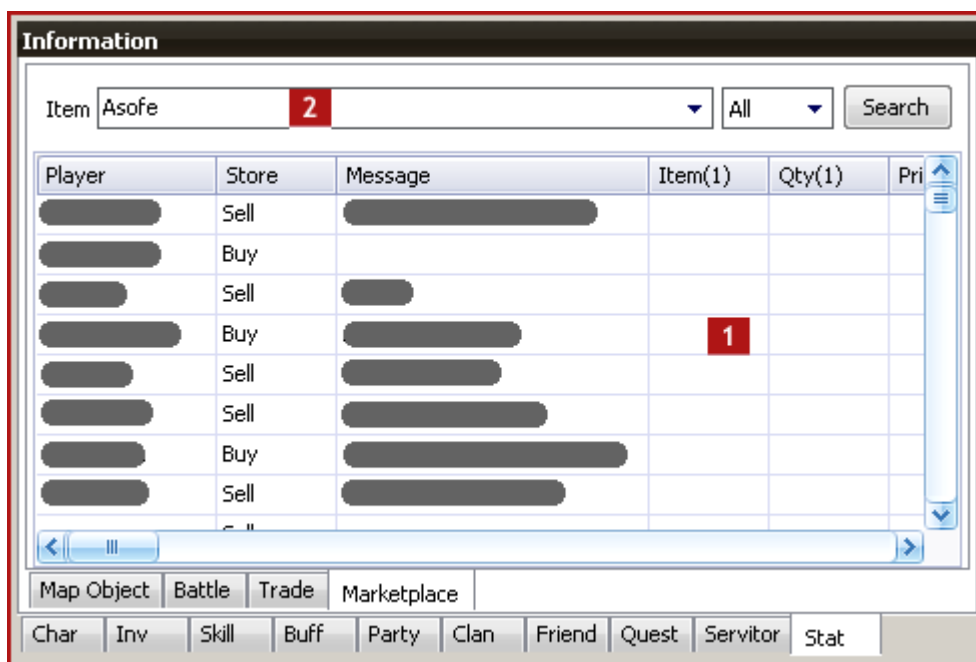 Information
Item Asofe 2 All Search
Player Store Message Item(1) Qty(1) Pri
Sell
Buy
Sell
Buy 1
Sell
Sell
Buy
Sell
Map Object Battle Trade Marketplace
Char Inv Skill Buff Party Clan Friend Quest Servitor Stat